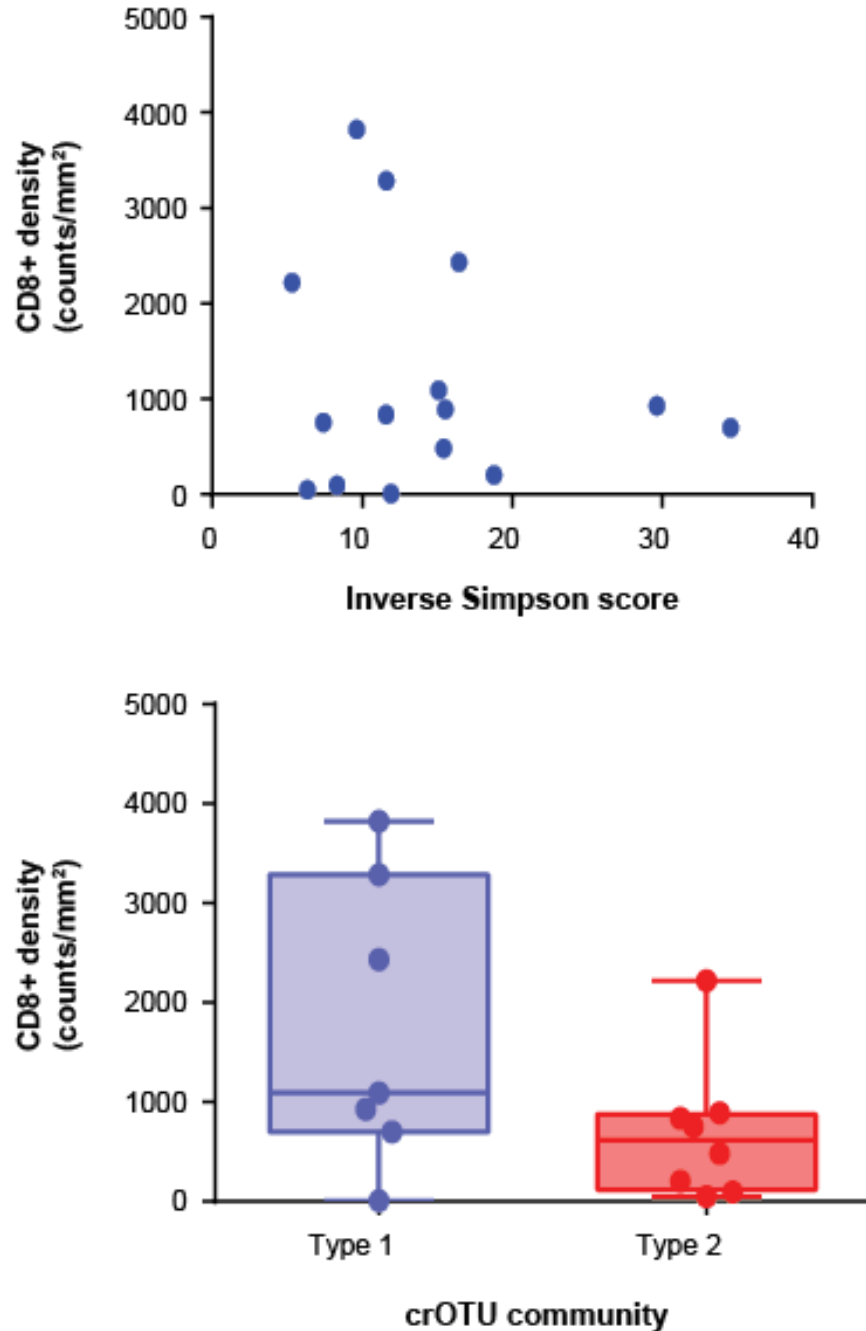 5000
4000
3000
2000
1000
0
CD8+ density
(counts/mm²)
0 10 20 30 40
Inverse Simpson score
5000
4000
3000
2000
1000
0
CD8+ density
(counts/mm²)
Type 1 Type 2
crOTU community